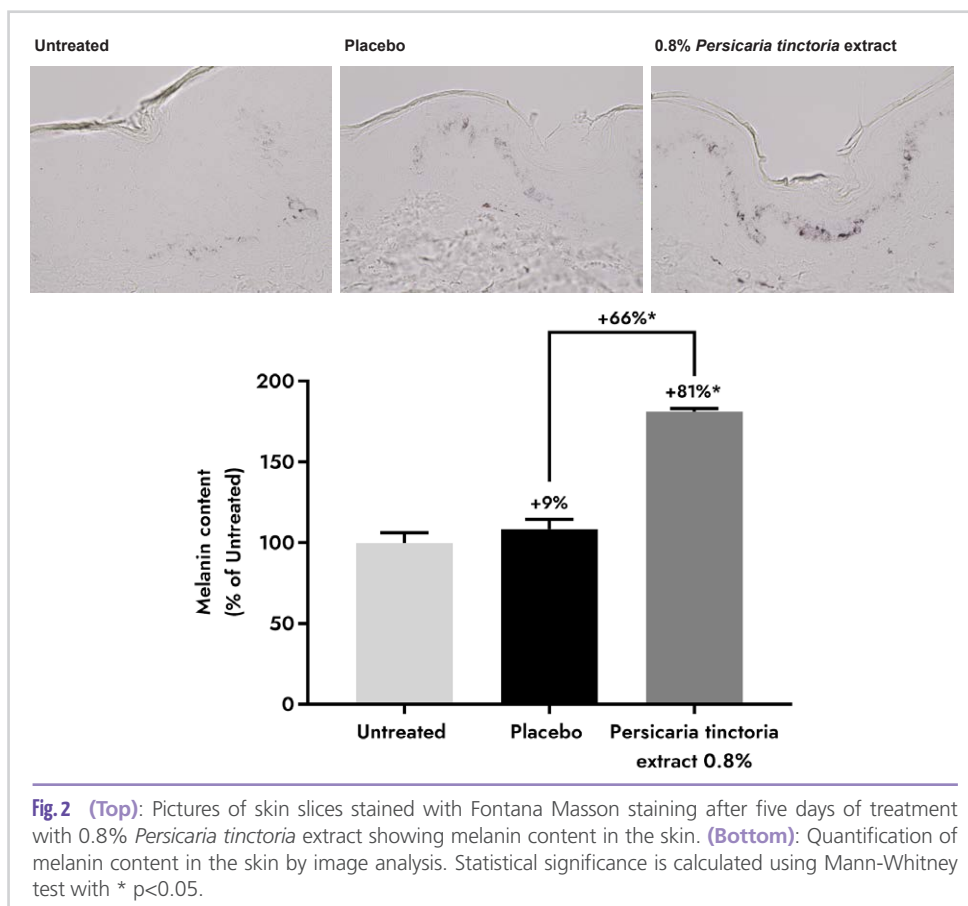 Untreated
Placebo
0.8% Persicaria tinctoria extract
+66%*
200
150
100
50
0
Melanin content
(% of Untreated)
+9%
+81%*
Untreated
Placebo
Persicaria tinctoria
extract 0.8%
Fig. 2 (Top): Pictures of skin slices stained with Fontana Masson staining after five days of treatment
with 0.8% Persicaria tinctoria extract showing melanin content in the skin. (Bottom): Quantification of
melanin content in the skin by image analysis. Statistical significance is calculated using Mann-Whitney
test with * p<0.05.